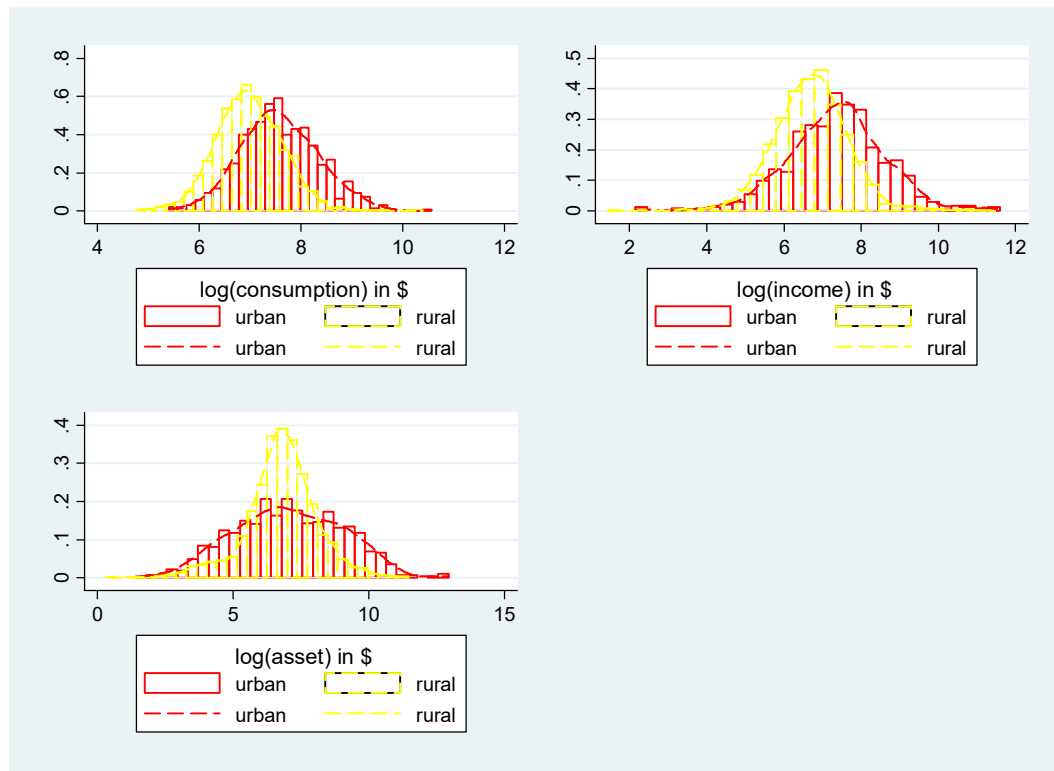 .8
.6
.4
.2
0
4 6 8 10 12
log(consumption) in $
urban rural
urban rural
.5
.4
.3
.2
.1
0
2 4 6 8 10 12
log(income) in $
urban rural
urban rural
.4
.3
.2
.1
0
0 5 10 15
log(asset) in $
urban rural
urban rural